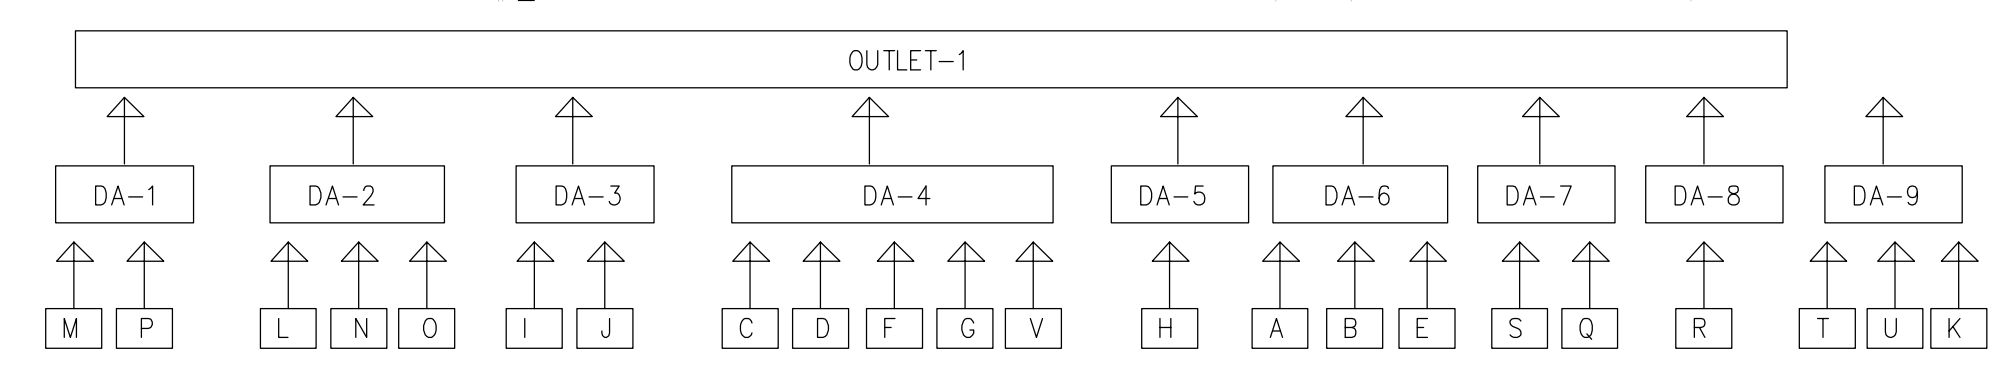 OUTLET-1
DA-1 DA-2 DA-3 DA-4 DA-5 DA-6 DA-7 DA-8 DA-9
M P L N O I J C D F G V H A B E S Q R T U K